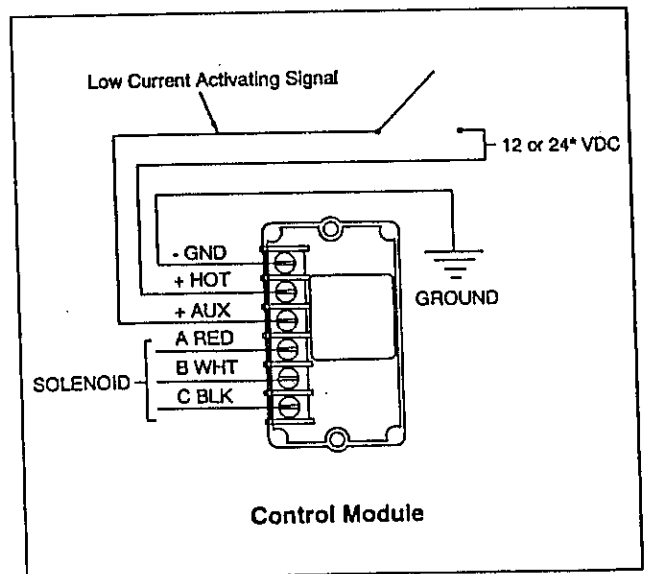 Low Current Activating Signal
12 or 24* VDC
- GND
+ HOT
+ AUX
A RED
B WHT
C BLK
SOLENOID
GROUND
Control Module